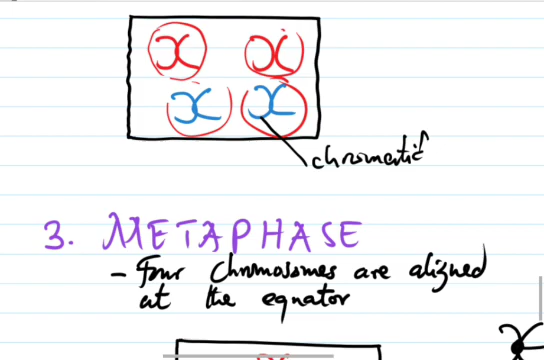 chromatid
3. METAPHASE
- Four chromosomes are aligned
at the equator